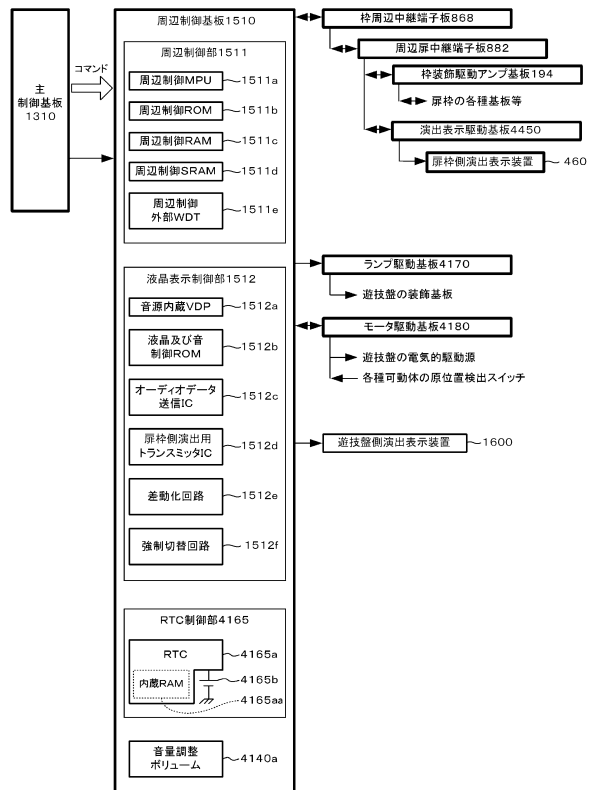 主
制御基板
1310
コマンド
周辺制御基板1510
周辺制御部1511
周辺制御MPU
1511a
周辺制御ROM
1511b
周辺制御RAM
1511c
周辺制御SRAM
1511d
周辺制御
外部WDT
1511e
液晶表示制御部1512
音源内蔵VDP
1512a
液晶及び音
制御ROM
1512b
オーディオデータ
送信IC
1512c
扉枠側演出用
トランスミッタIC
1512d
差動化回路
1512e
強制切替回路
1512f
RTC制御部4165
RTC
4165a
内蔵RAM
4165b
4165aa
音量調整
ボリューム
4140a
枠周辺中継端子板868
周辺扉中継端子板882
枠装飾駆動アンプ基板194
扉枠の各種基板等
演出表示駆動基板4450
扉枠側演出表示装置
460
ランプ駆動基板4170
遊技盤の装飾基板
モータ駆動基板4180
遊技盤の電気的駆動源
各種可動体の原位置検出スイッチ
遊技盤側演出表示装置
1600